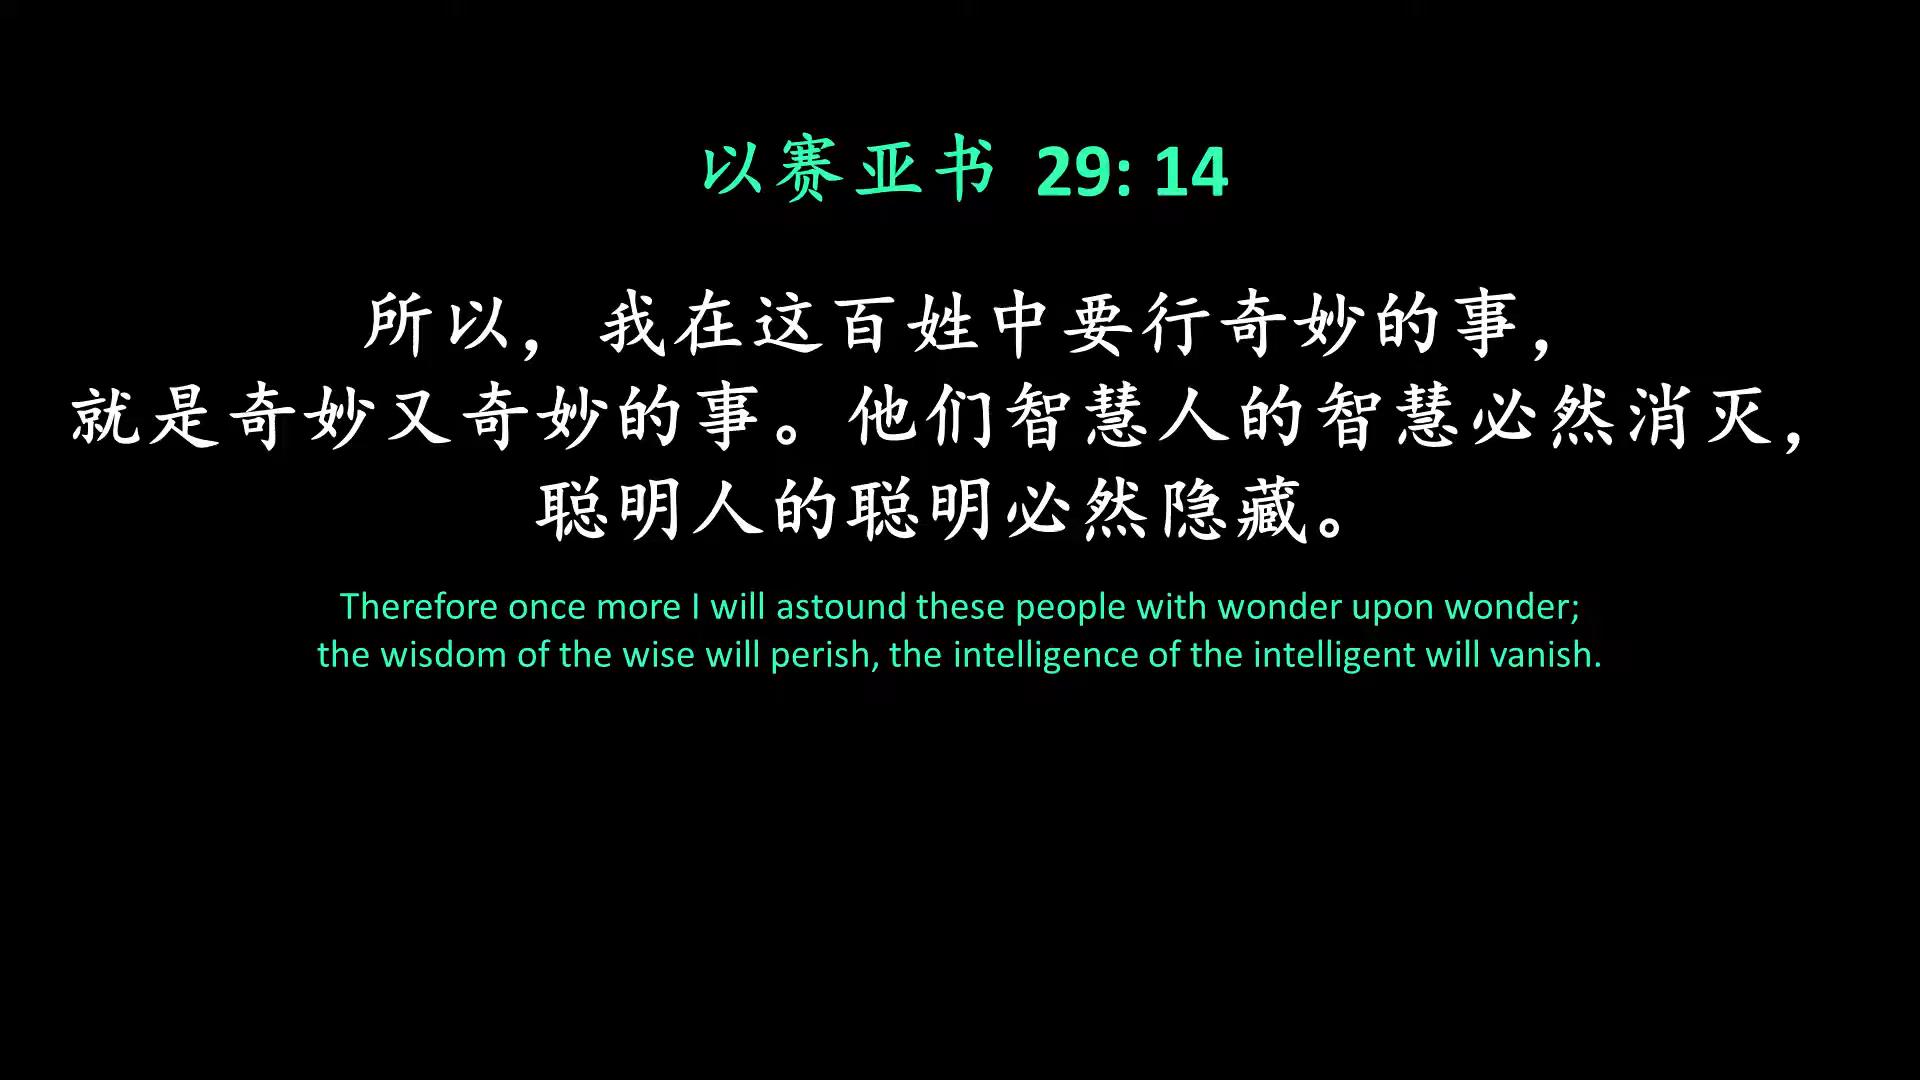 以赛亚书 29: 14
所以，我在这百姓中要行奇妙的事，
就是奇妙又奇妙的事。他们智慧人的智慧必然消灭，
聪明人的聪明必然隐藏。
Therefore once more I will astound these people with wonder upon wonder;
the wisdom of the wise will perish, the intelligence of the intelligent will vanish.